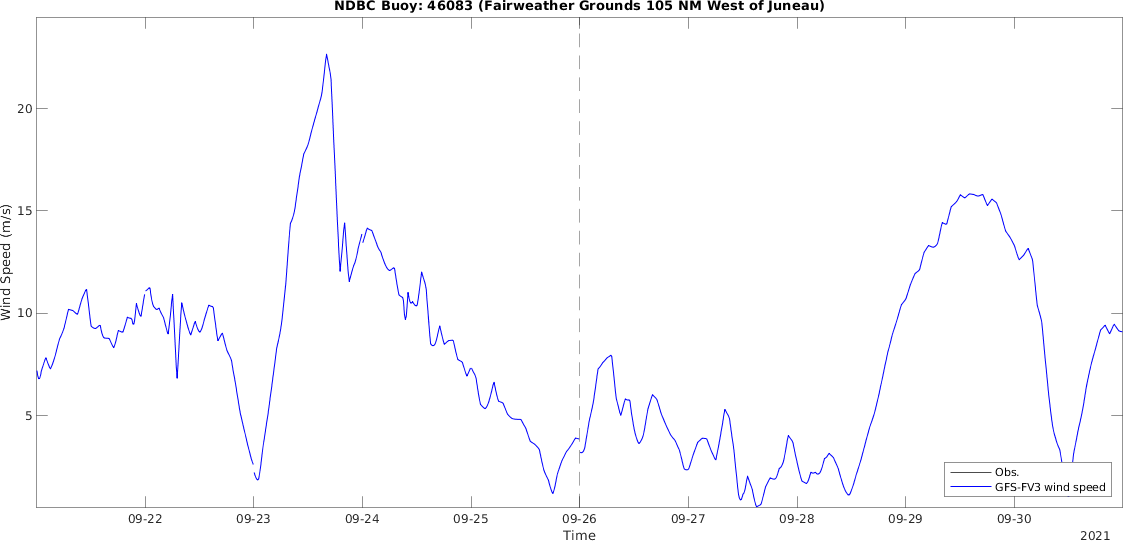 NDBC Buoy: 46083 (Fairweather Grounds 105 NM West of Juneau)
Wind Speed (m/s)
20
15
10
5
Obs.
GFS-FV3 wind speed
09-22 09-23 09-24 09-25 09-26 09-27 09-28 09-29 09-30
Time
2021